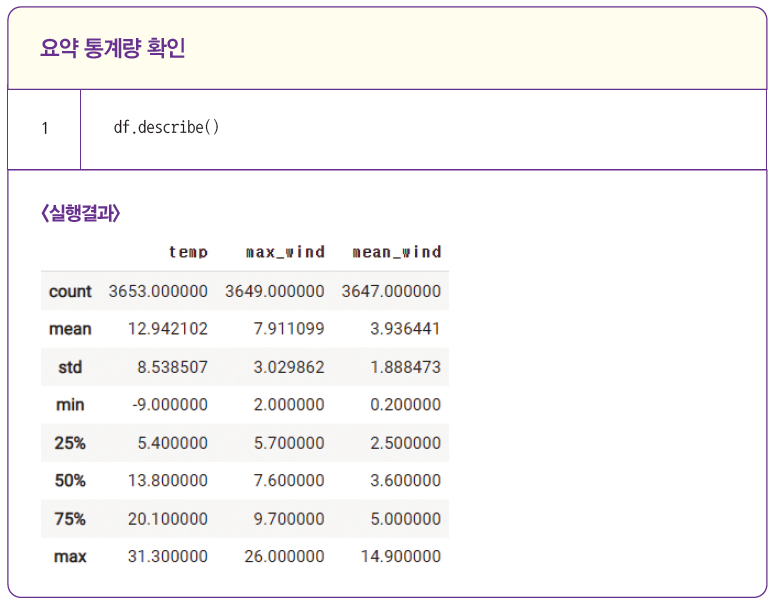 요약 통계량 확인
1 df.describe()
<실행결과>
temp max_wind mean_wind
count 3653.000000 3649.000000 3647.000000
mean 12.942102 7.911099 3.936441
std 8.538507 3.029862 1.888473
min -9.000000 2.000000 0.200000
25% 5.400000 5.700000 2.500000
50% 13.800000 7.600000 3.600000
75% 20.100000 9.700000 5.000000
max 31.300000 26.000000 14.900000